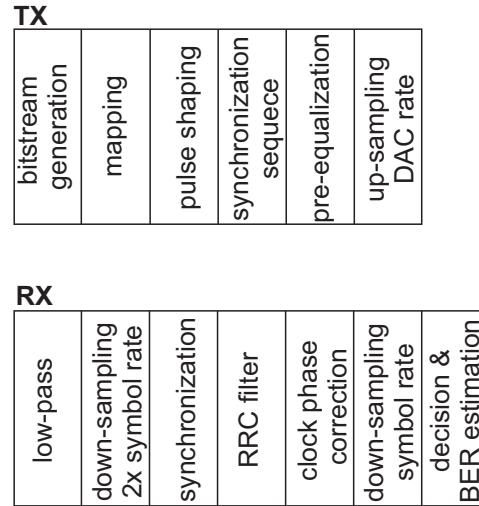 TX
bitstream
generation
mapping
pulse shaping
synchronization
sequece
pre-equalization
up-sampling
DAC rate
RX
low-pass
down-sampling
2x symbol rate
synchronization
RRC filter
clock phase
correction
down-sampling
symbol rate
decision &
BER estimation